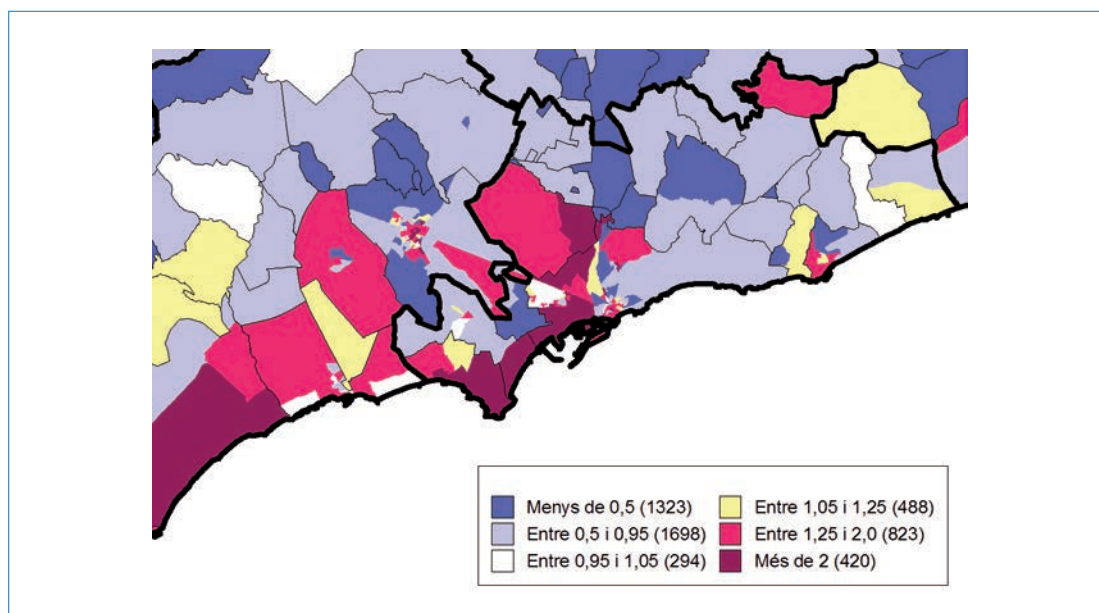 Menys de 0,5 (1323)
Entre 0,5 i 0,95 (1698)
Entre 0,95 i 1,05 (294)
Entre 1,05 i 1,25 (488)
Entre 1,25 i 2,0 (823)
Més de 2 (420)